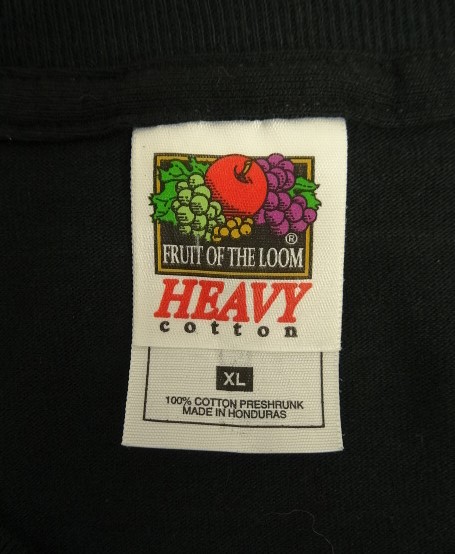 ®
FRUIT OF THE LOOM
HEAVY
cotton
XL
100% COTTON PRESHRUNK
MADE IN HONDURAS